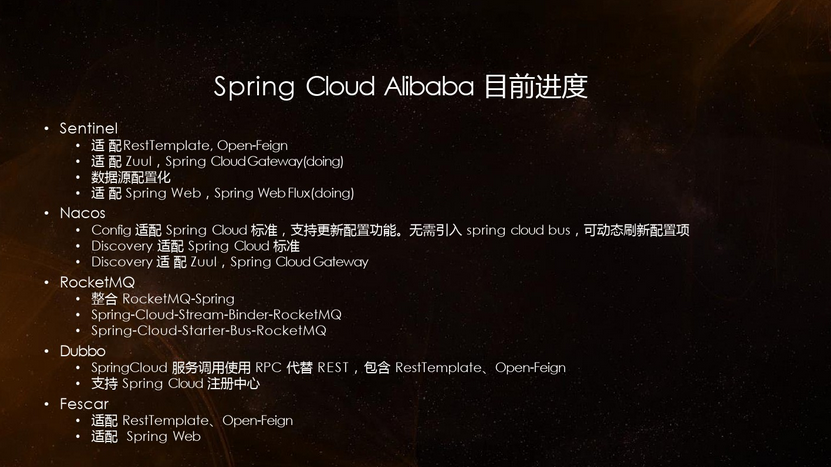 Spring Cloud Alibaba 目前进度
• Sentinel
• 适 配RestTemplate, Open-Feign
• 适 配 Zuul，Spring CloudGateway(doing)
• 数据源配置化
• 适 配 Spring Web，Spring WebFlux(doing)
• Nacos
• Config 适配 Spring Cloud 标准，支持更新配置功能。无需引入 spring cloud bus，可动态刷新配置项
• Discovery 适配 Spring Cloud 标准
• Discovery 适 配 Zuul，Spring CloudGateway
• RocketMQ
• 整合 RocketMQ-Spring
• Spring-Cloud-Stream-Binder-RocketMQ
• Spring-Cloud-Starter-Bus-RocketMQ
• Dubbo
• SpringCloud 服务调用使用 RPC 代替 REST，包含 RestTemplate、Open-Feign
• 支持 Spring Cloud 注册中心
• Fescar
• 适配 RestTemplate、Open-Feign
• 适配 Spring Web